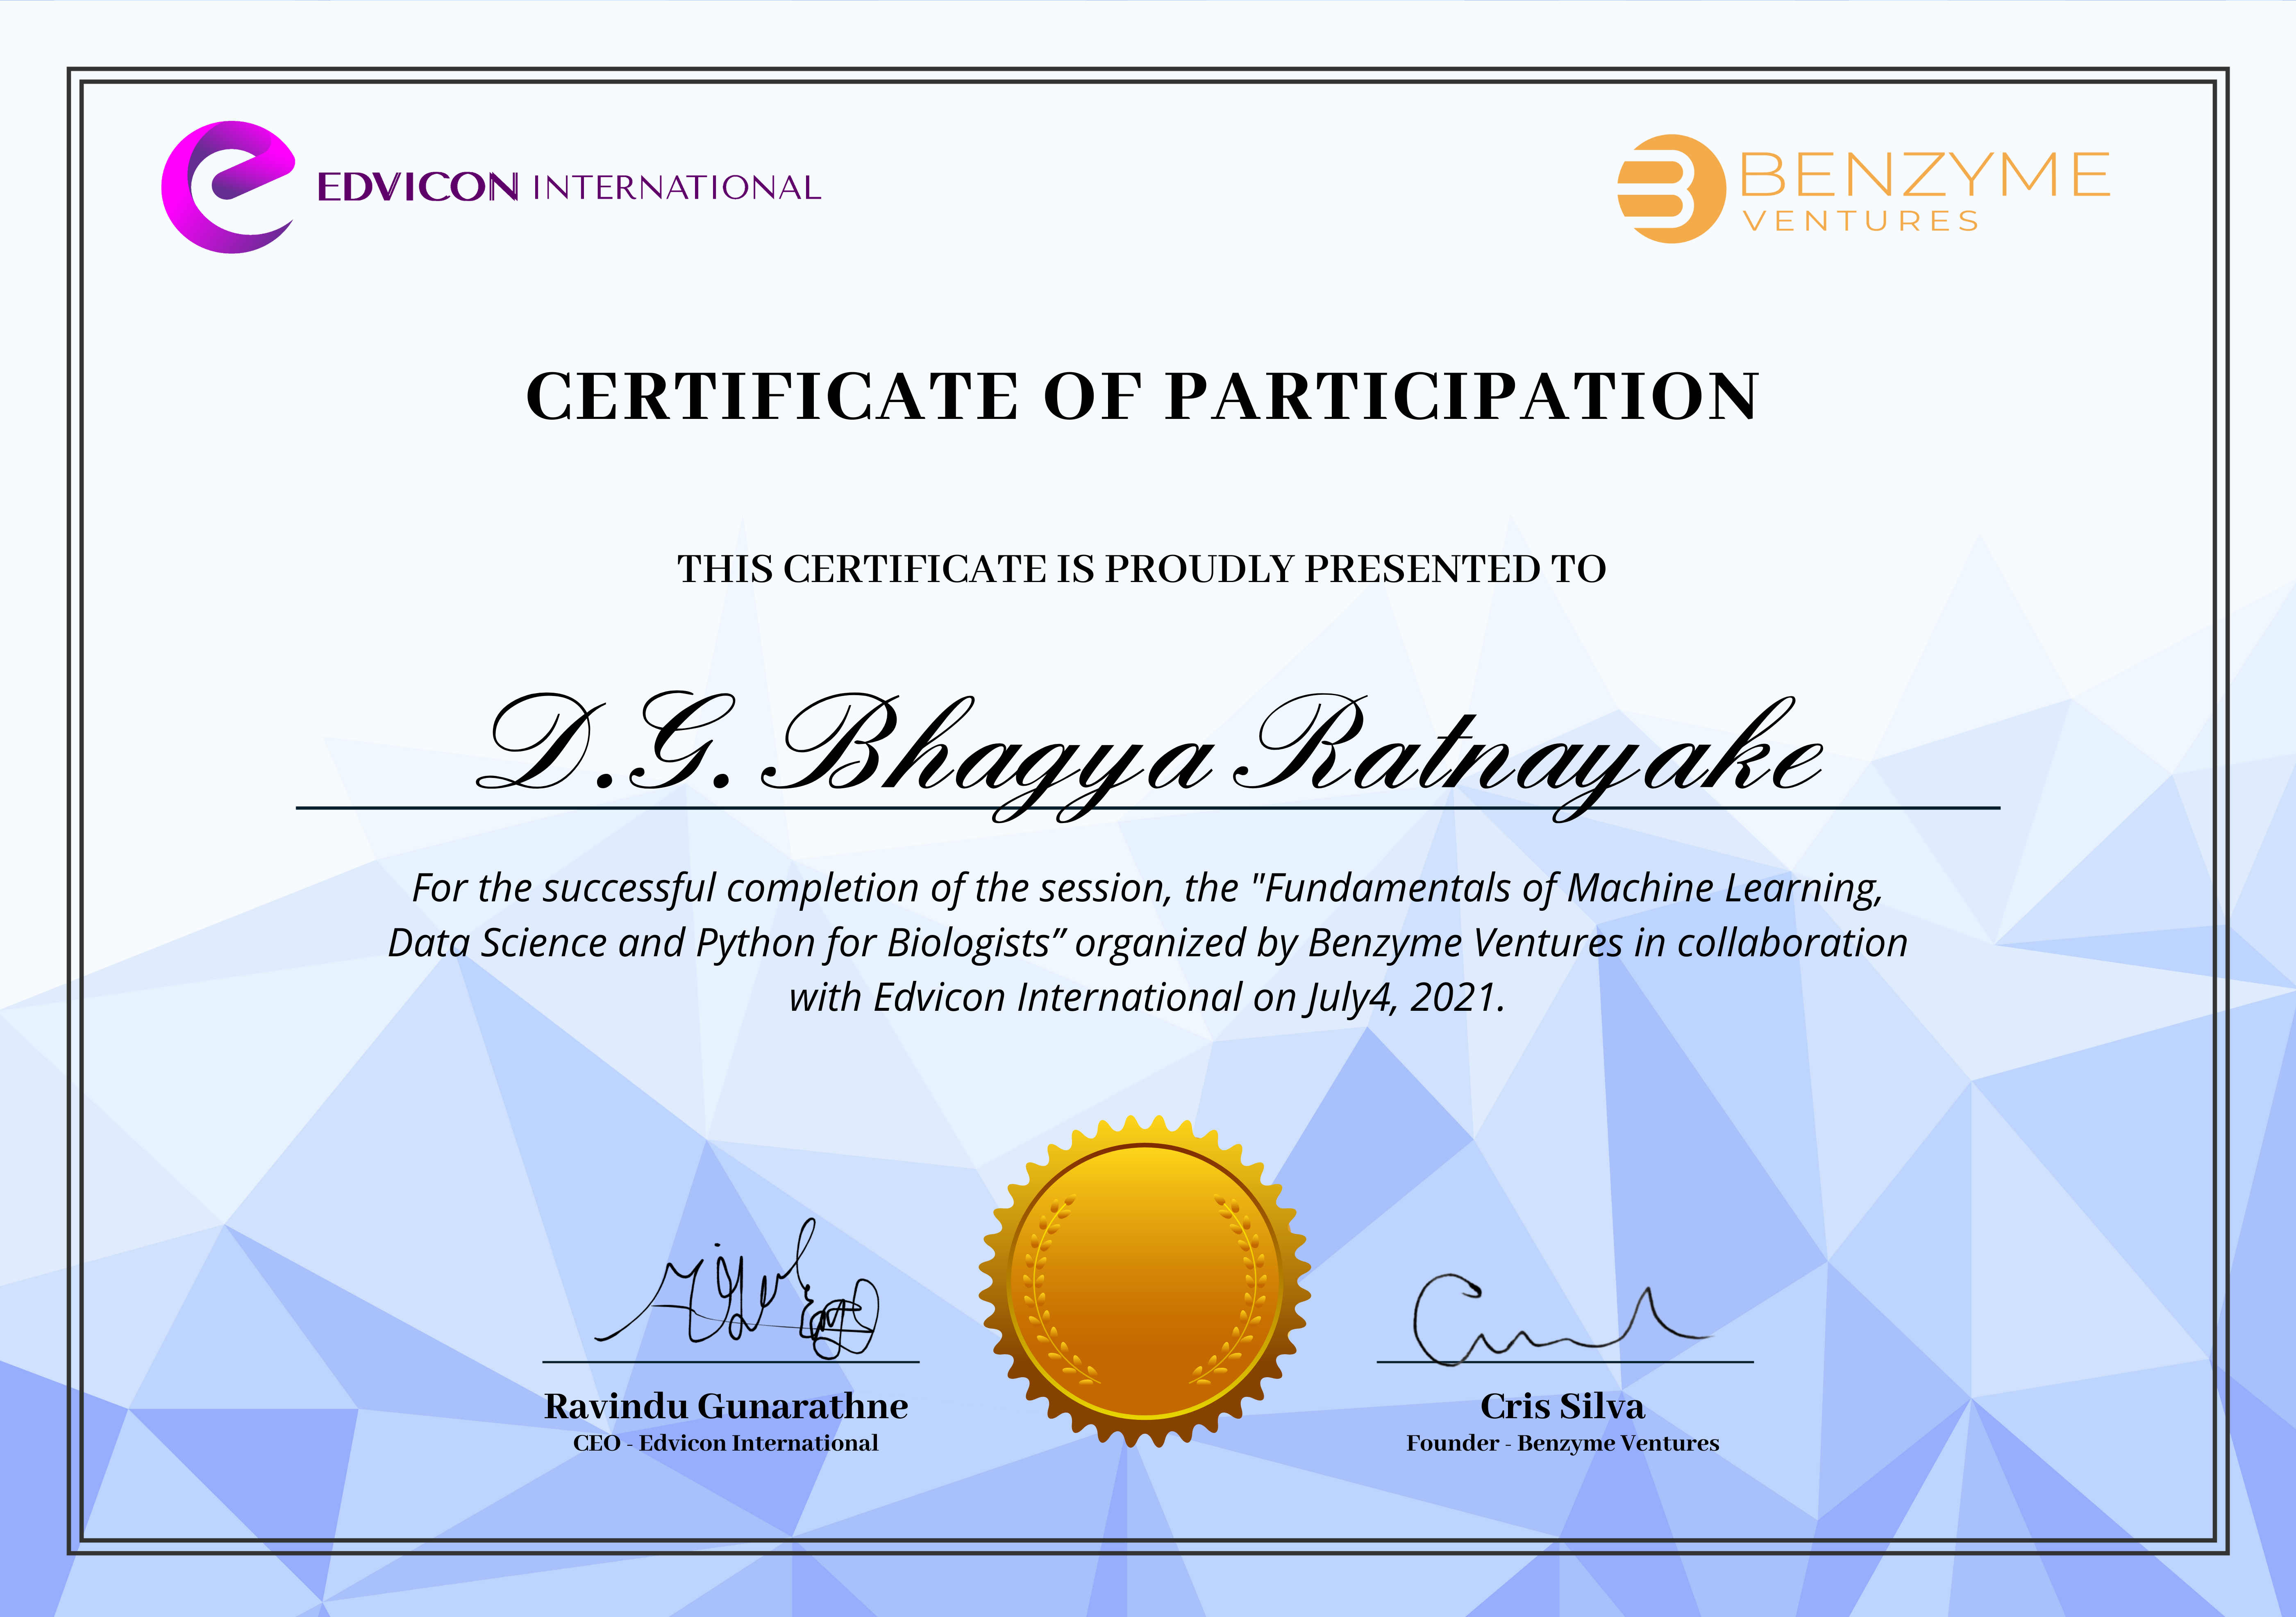 EDVICON INTERNATIONAL
BENZYME
VENTURES
CERTIFICATE OF PARTICIPATION
THIS CERTIFICATE IS PROUDLY PRESENTED TO
D.G. Bhagya Ratnayake
For the successful completion of the session, the "Fundamentals of Machine Learning,
Data Science and Python for Biologists” organized by Benzyme Ventures in collaboration
with Edvicon International on July4, 2021.
Ravindu Gunarathne
CEO - Edvicon International
Cris Silva
Founder - Benzyme Ventures